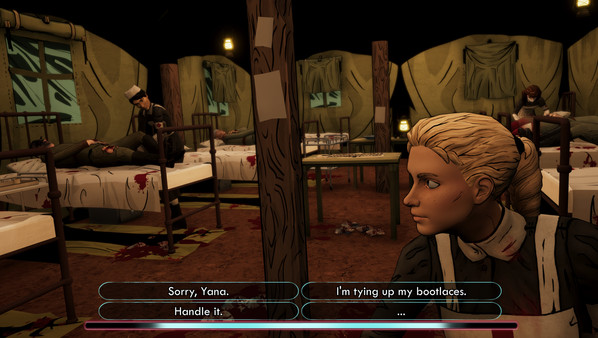 Sorry, Yana.
I'm tying up my bootlaces.
Handle it.
...